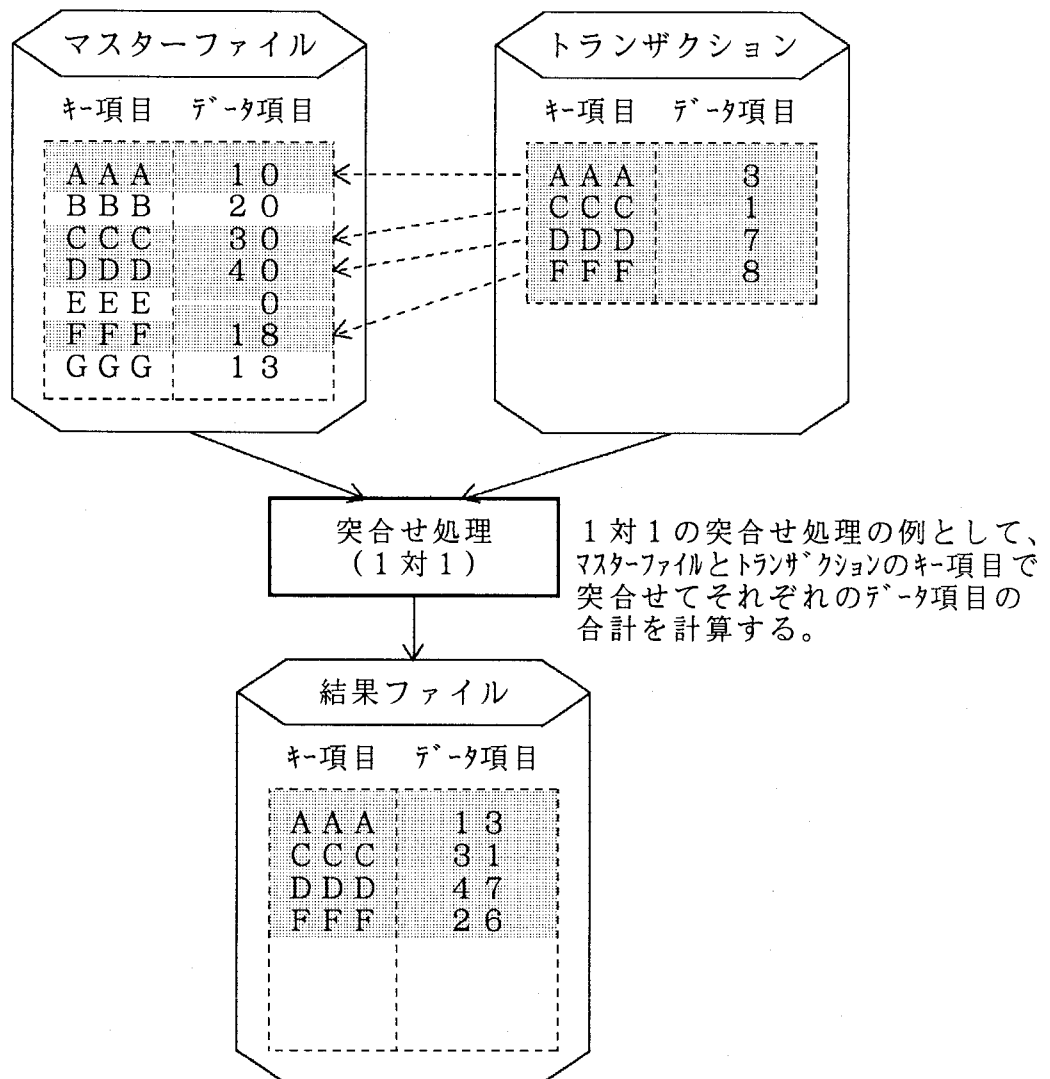 マスターファイル
キー項目 データ項目
AAA 10
BBB 20
CCC 30
DDD 40
EEE 0
FFF 18
GGG 13
トランザクション
キー項目 データ項目
AAA 3
CCC 1
DDD 7
FFF 8
突合せ処理
(1対1)
1対1の突合せ処理の例として、
マスターファイルとトランザクションのキー項目で
突合せてそれぞれのデータ項目の
合計を計算する。
結果ファイル
キー項目 データ項目
AAA 13
CCC 31
DDD 47
FFF 26